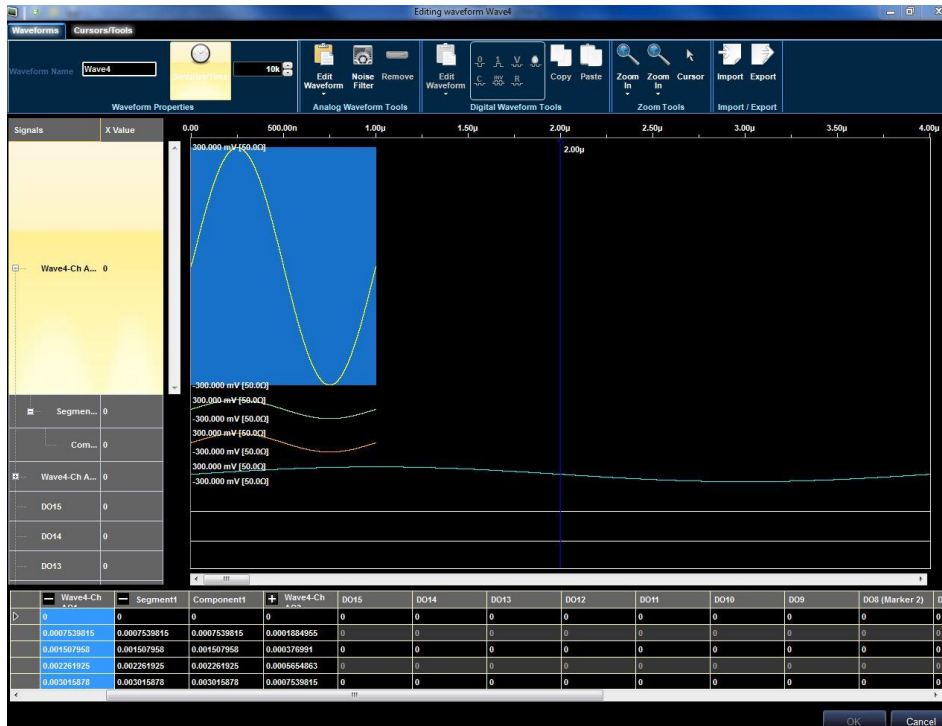 Editing waveform Wave4
Waveforms Cursors/Tools
Waveform Name Wave4 10k
Edit Waveform Noise Filter Remove
Edit Waveform Copy Paste
Zoom In Zoom In Cursor
Import Export
Waveform Properties Analog Waveform Tools Digital Waveform Tools Zoom Tools Import / Export
Signals X Value 0.00 500.00n 1.00µ 1.50µ 2.00µ 2.50µ 3.00µ 3.50µ 4.00µ
300.000 mV [50.0Ω] 2.00µ
Wave4-Ch A... 0
-300.000 mV [50.0Ω]
300.000 mV [50.0Ω]
Segmen... 0
-300.000 mV [50.0Ω]
300.000 mV [50.0Ω]
Com... 0
-300.000 mV [50.0Ω]
300.000 mV [50.0Ω]
Wave4-Ch A... 0
-300.000 mV [50.0Ω]
DO15 0
DO14 0
DO13 0
Wave4-Ch Segment1 Component1 Wave4-Ch DO15 DO14 DO13 DO12 DO11 DO10 DO9 DO8 (Marker 2)
0 0 0 0 0 0 0 0 0 0 0 0 0
0.0007539815 0.0007539815 0.0007539815 0.0001884955 0 0 0 0 0 0 0 0 0
0.001507958 0.001507958 0.001507958 0.000376991 0 0 0 0 0 0 0 0 0
0.002261925 0.002261925 0.002261925 0.0005654863 0 0 0 0 0 0 0 0 0
0.003015878 0.003015878 0.003015878 0.0007539815 0 0 0 0 0 0 0 0 0
OK Cancel